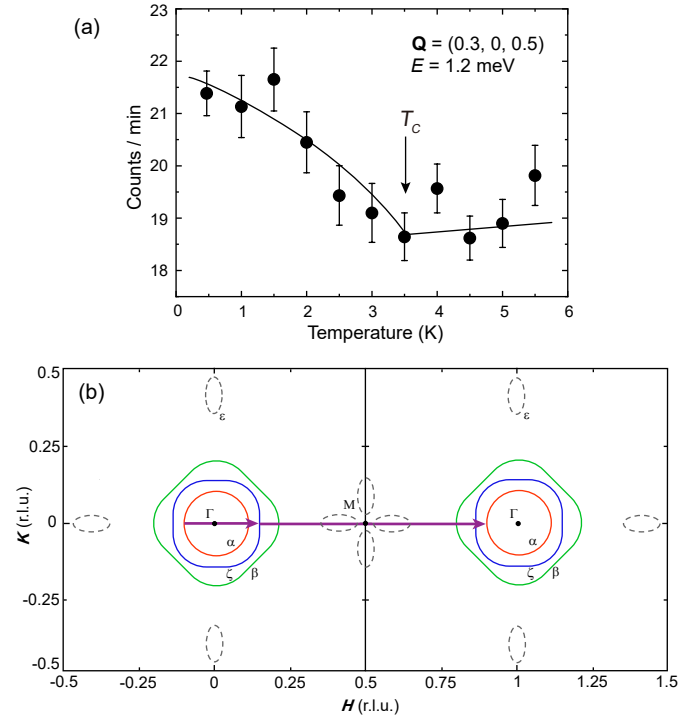 (a)
Q = (0.3, 0, 0.5)
E = 1.2 meV
T_C
22
21
20
19
18
Counts / min
0 1 2 3 4 5 6
Temperature (K)
(b)
0.5
0.25
0
-0.25
-0.5
K (r.l.u.)
ε ε
M
Γ Γ
α α
ζ β ζ β
-0.5 -0.25 0 0.25 0.5 0.75 1 1.25 1.5
H (r.l.u.)